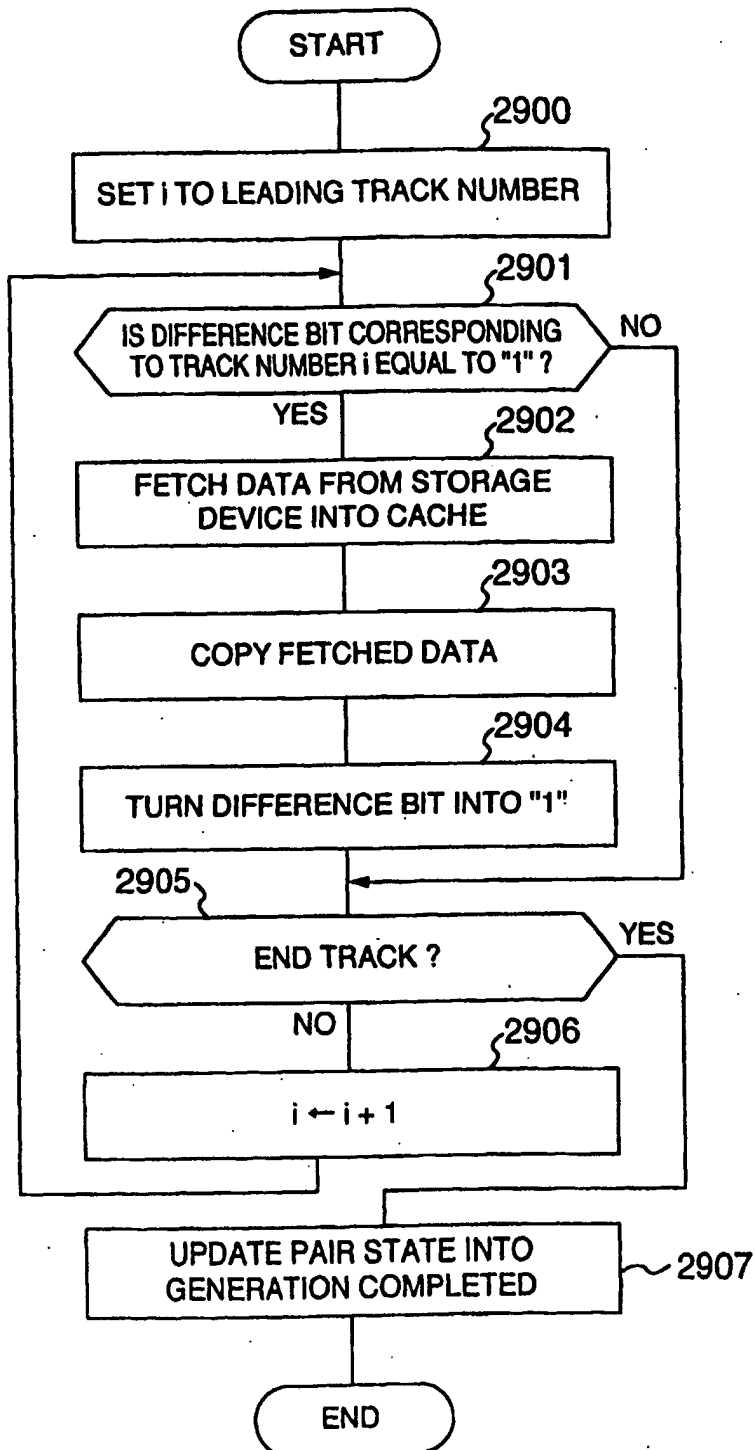 START
2900
SET i TO LEADING TRACK NUMBER
2901
IS DIFFERENCE BIT CORRESPONDING
TO TRACK NUMBER i EQUAL TO "1" ?
NO
YES
2902
FETCH DATA FROM STORAGE
DEVICE INTO CACHE
2903
COPY FETCHED DATA
2904
TURN DIFFERENCE BIT INTO "1"
2905
END TRACK ?
YES
NO
2906
i ← i + 1
UPDATE PAIR STATE INTO
GENERATION COMPLETED
2907
END